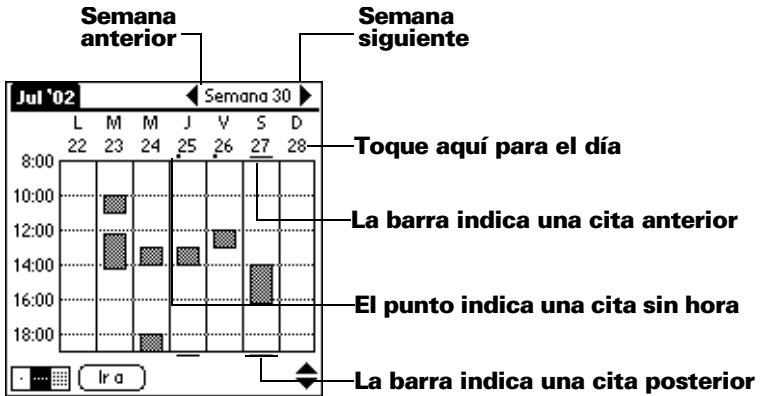 Semana
anterior
Semana
siguiente
Jul '02
Semana 30
L M M J V S D
22 23 24 25 26 27 28
Toque aquí para el día
8:00
10:00
La barra indica una cita anterior
12:00
14:00
16:00
El punto indica una cita sin hora
18:00
Ir a
La barra indica una cita posterior